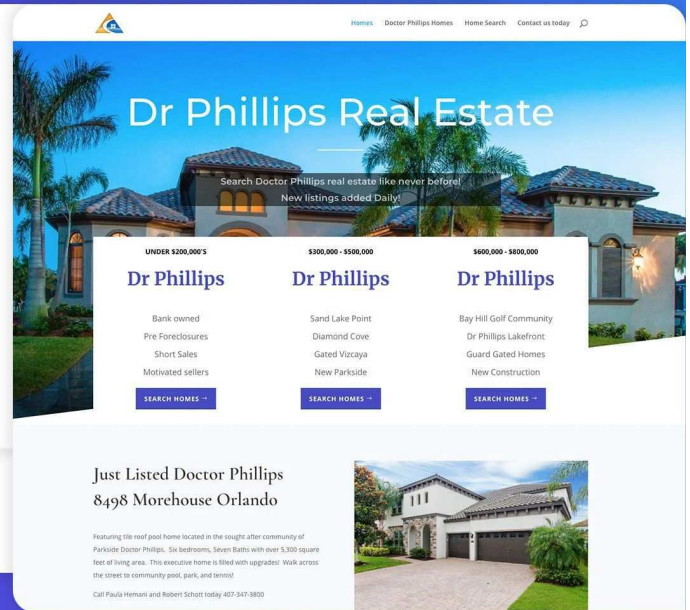 Homes
Doctor Phillips Homes
Home Search
Contact us today
Dr Phillips Real Estate
Search Doctor Phillips real estate like never before!
New listings added Daily!
UNDER $200,000'S
Dr Phillips
Bank owned
Pre Foreclosures
Short Sales
Motivated sellers
SEARCH HOMES →
$300,000 - $500,000
Dr Phillips
Sand Lake Point
Diamond Cove
Gated Vizcaya
New Parkside
SEARCH HOMES →
$600,000 - $800,000
Dr Phillips
Bay Hill Golf Community
Dr Phillips Lakefront
Guard Gated Homes
New Construction
SEARCH HOMES →
Just Listed Doctor Phillips
8498 Morehouse Orlando
Featuring tile roof pool home located in the sought after community of
Parkside Doctor Phillips, Six bedrooms, Seven Baths with over 5,300 square
feet of living area. This executive home is filled with upgrades! Walk across
the street to community pool, park, and tennis!
Call Paula Hemani and Robert Schott today 407-347-3800